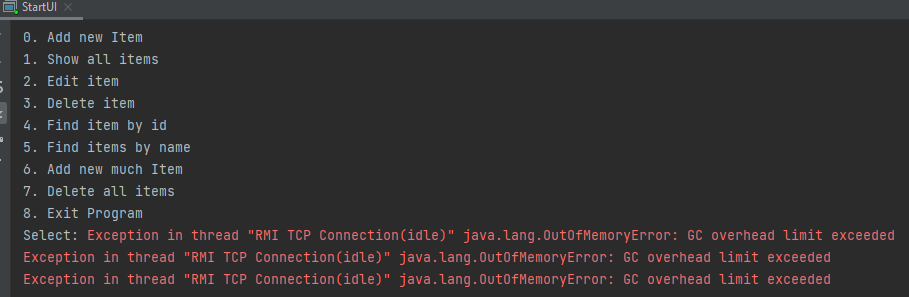 StartUI
0. Add new Item
1. Show all items
2. Edit item
3. Delete item
4. Find item by id
5. Find items by name
6. Add new much Item
7. Delete all items
8. Exit Program
Select: Exception in thread "RMI TCP Connection(idle)" java.lang.OutOfMemoryError: GC overhead limit exceeded
Exception in thread "RMI TCP Connection(idle)" java.lang.OutOfMemoryError: GC overhead limit exceeded
Exception in thread "RMI TCP Connection(idle)" java.lang.OutOfMemoryError: GC overhead limit exceeded